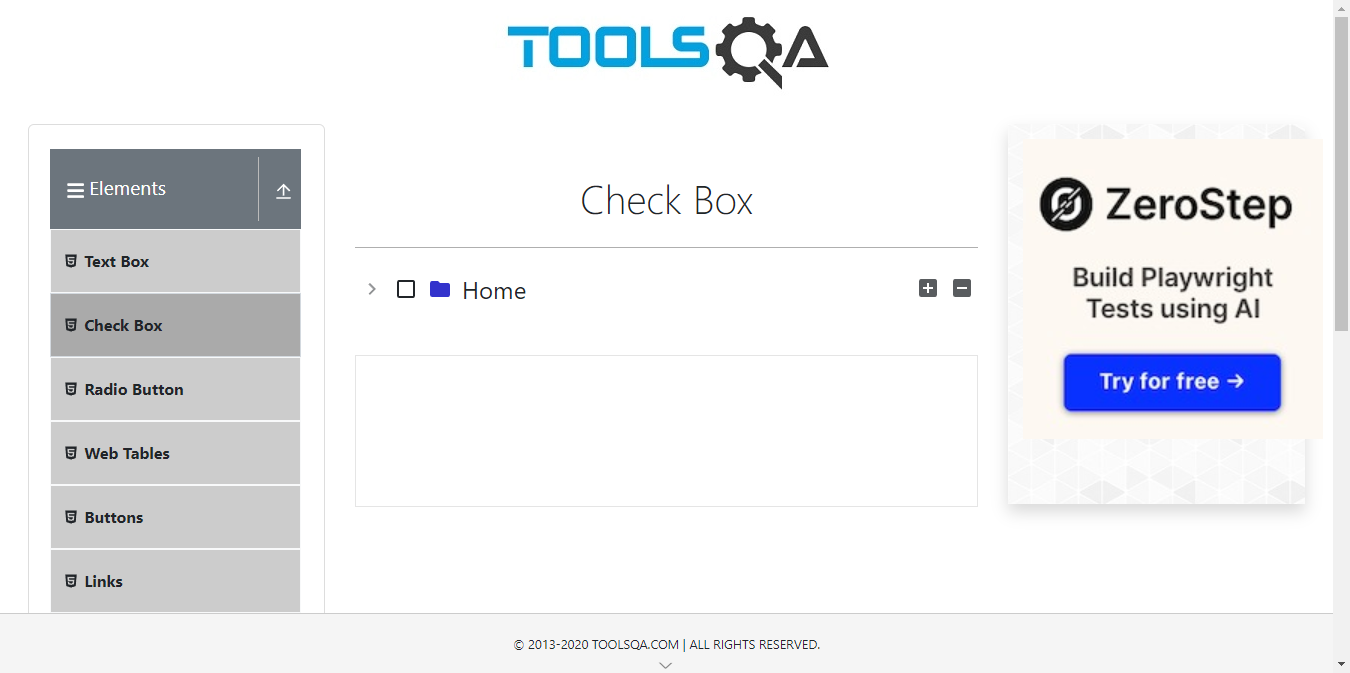 TOOLSQA
Elements
Text Box
Check Box
Radio Button
Web Tables
Buttons
Links
Check Box
Home
ZeroStep
Build Playwright
Tests using AI
Try for free →
© 2013-2020 TOOLSQA.COM | ALL RIGHTS RESERVED.